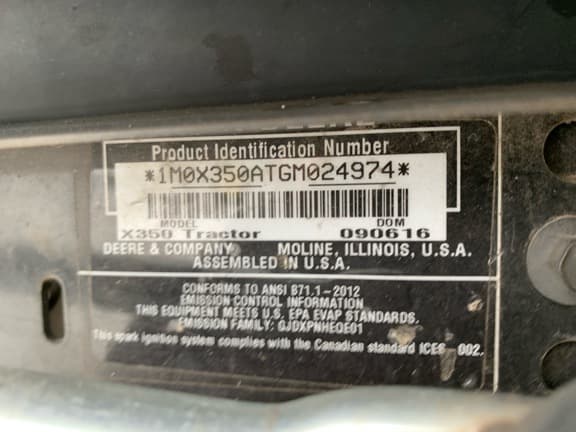 Product Identification Number
*1M0X350ATGM024974*
MODEL DOM
X350 Tractor 090616
DEERE & COMPANY MOLINE, ILLINOIS, U.S.A.
ASSEMBLED IN U.S.A.
CONFORMS TO ANSI B71.1-2012
EMISSION CONTROL INFORMATION
THIS EQUIPMENT MEETS U.S. EPA EVAP STANDARDS.
EMISSION FAMILY: GJDXPNHEQE01
This spark ignition system complies with the Canadian standard ICES-002.